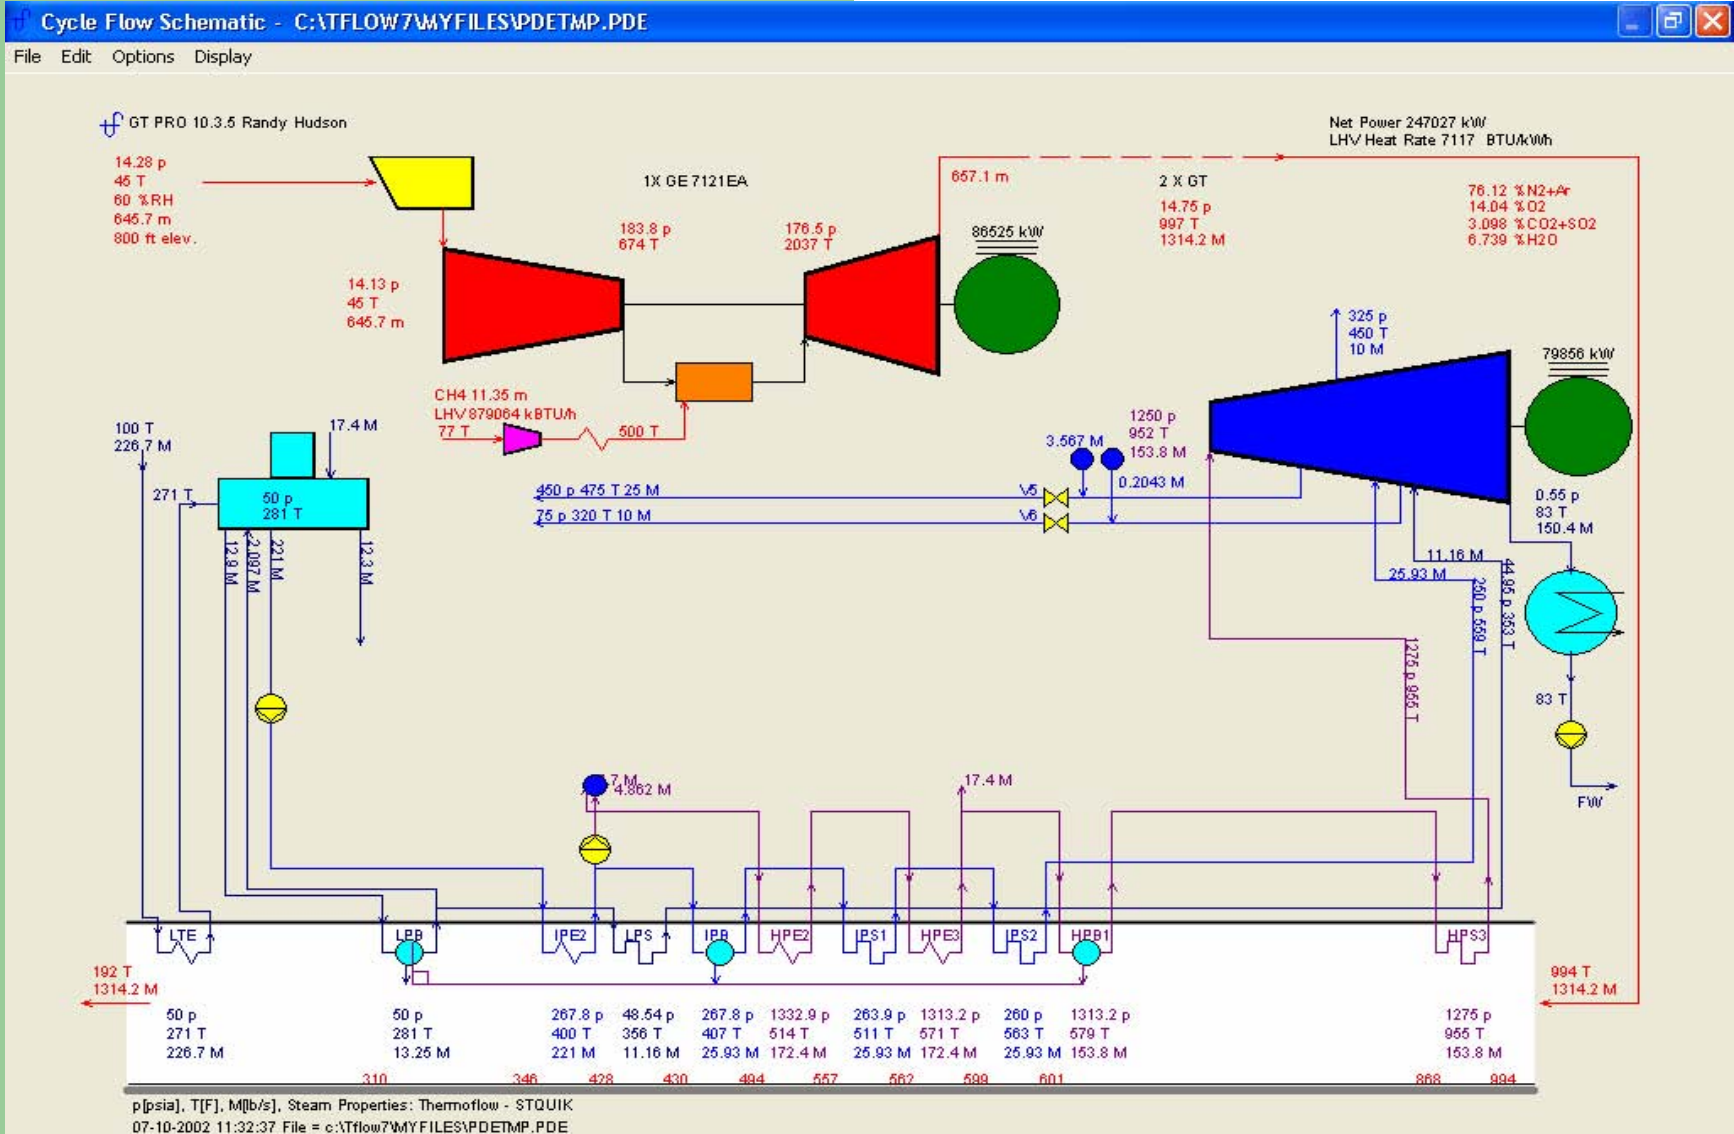 Cycle Flow Schematic - C:\TFLOW7\MYFILES\PDETMP.PDE
File Edit Options Display
GT PRO 10.3.5 Randy Hudson
Net Power 247027 kW
LHV Heat Rate 7117 BTU/kWh
14.28 p
45 T
60 %RH
645.7 m
800 ft elev.
1X GE 7121EA
657.1 m
2 X GT
14.75 p
997 T
1314.2 M
76.12 %N2+Ar
14.04 %O2
3.098 %CO2+SO2
6.739 %H2O
183.8 p
674 T
176.5 p
2037 T
86525 kW
14.13 p
45 T
645.7 m
325 p
450 T
10 M
79856 kW
CH4 11.35 m
LHV 879064 kBTU/h
77 T
500 T
1250 p
952 T
153.8 M
3.567 M
0.2043 M
100 T
226.7 M
17.4 M
271 T
50 p
281 T
450 p 475 T 25 M
V5
75 p 320 T 10 M
V6
0.55 p
83 T
150.4 M
12.9 M
2.097 M
221 M
12.3 M
11.16 M
25.93 M
250 p 559 T
44.95 p 353 T
1275 p 955 T
83 T
FW
7 M
4.862 M
17.4 M
LTE
LPB
IPE2
LPS
IPB
HPE2
IPS1
HPE3
IPS2
HPB1
HPS3
192 T
1314.2 M
994 T
1314.2 M
50 p
271 T
226.7 M
50 p
281 T
13.25 M
267.8 p
400 T
221 M
48.54 p
356 T
11.16 M
267.8 p
407 T
25.93 M
1332.9 p
514 T
172.4 M
263.9 p
511 T
25.93 M
1313.2 p
571 T
172.4 M
260 p
563 T
25.93 M
1313.2 p
579 T
153.8 M
1275 p
955 T
153.8 M
310 346 428 430 494 557 562 599 601 868 994
p[psia], T[F], M[lb/s], Steam Properties: Thermoflow - STQUIK
07-10-2002 11:32:37 File = c:\Tflow7\MYFILES\PDETMP.PDE